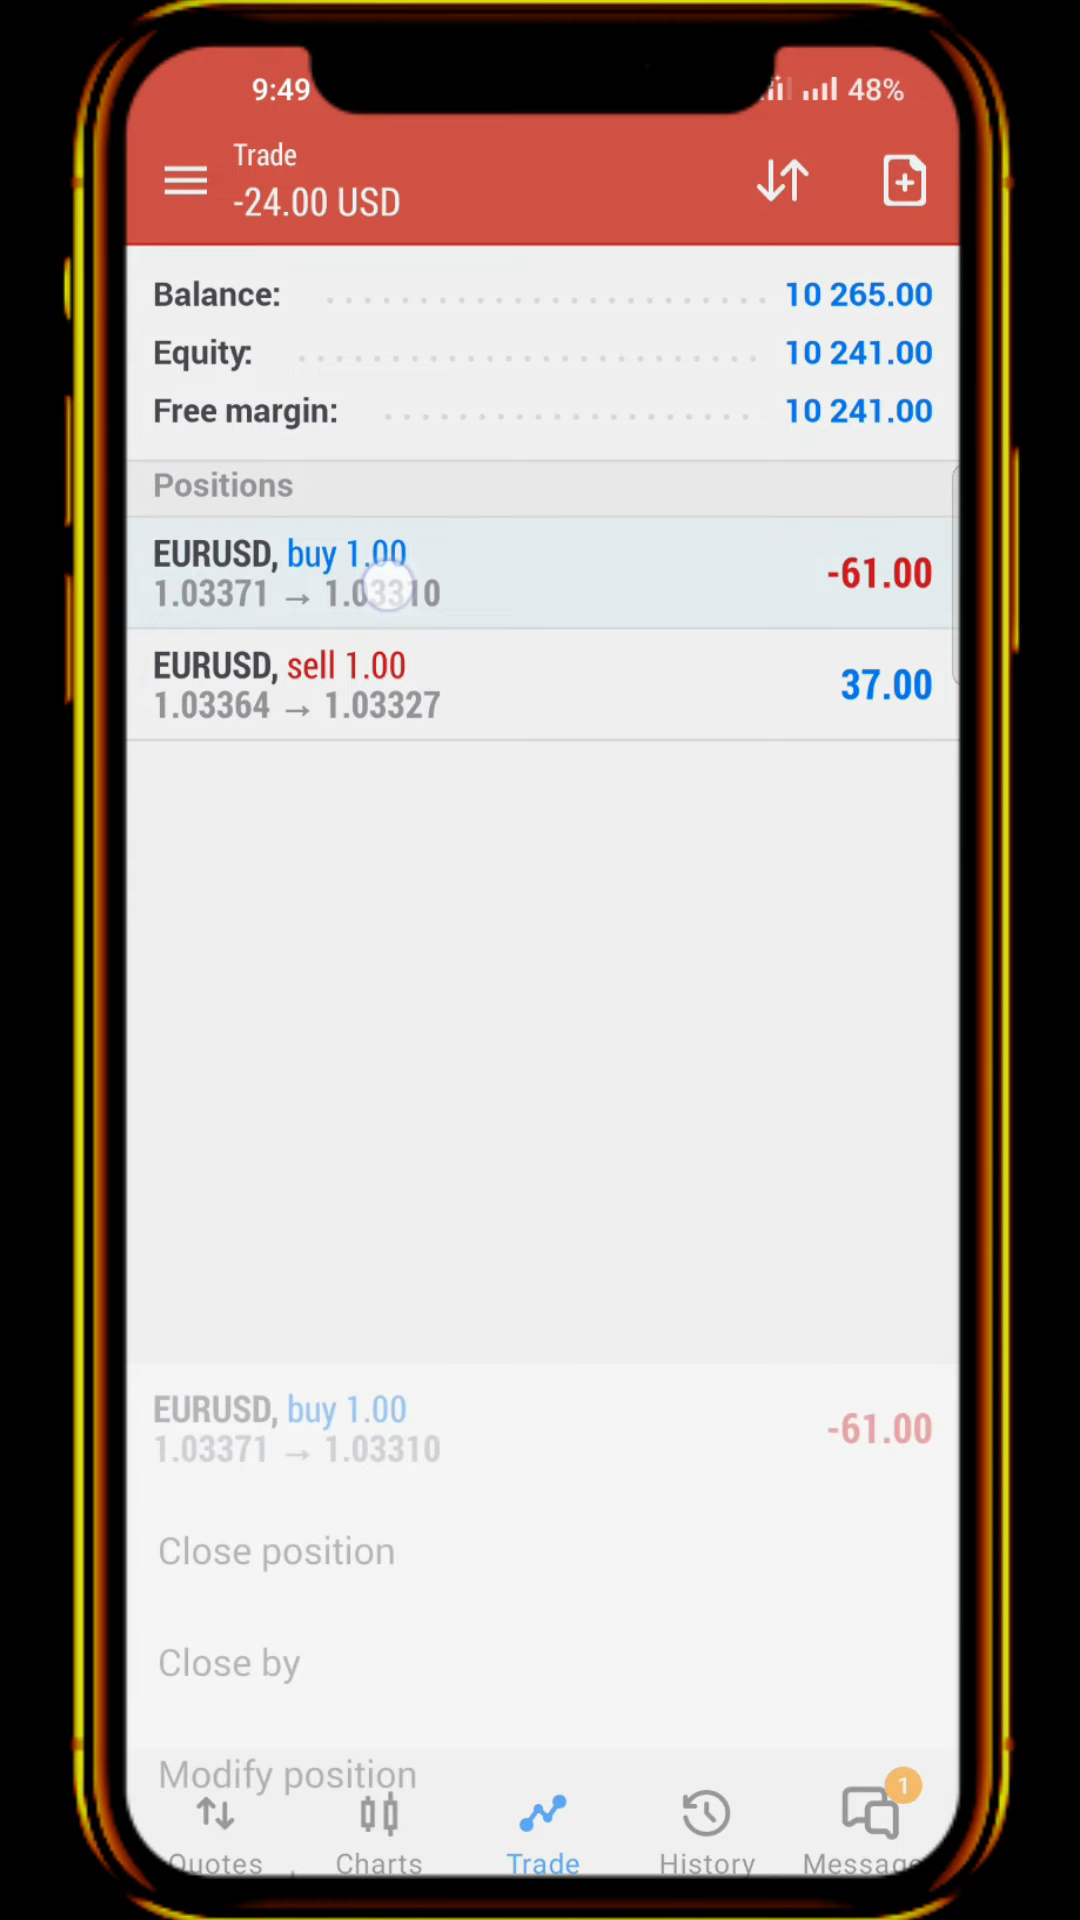 9:49
48%
Trade
-24.00 USD
Balance: 10 265.00
Equity: 10 241.00
Free margin: 10 241.00
Positions
EURUSD, buy 1.00
-61.00
1.03371 → 1.03310
EURUSD, sell 1.00
37.00
1.03364 → 1.03327
EURUSD, buy 1.00
-61.00
1.03371 → 1.03310
Close position
Close by
Modify position
1
Quotes Charts Trade History Message